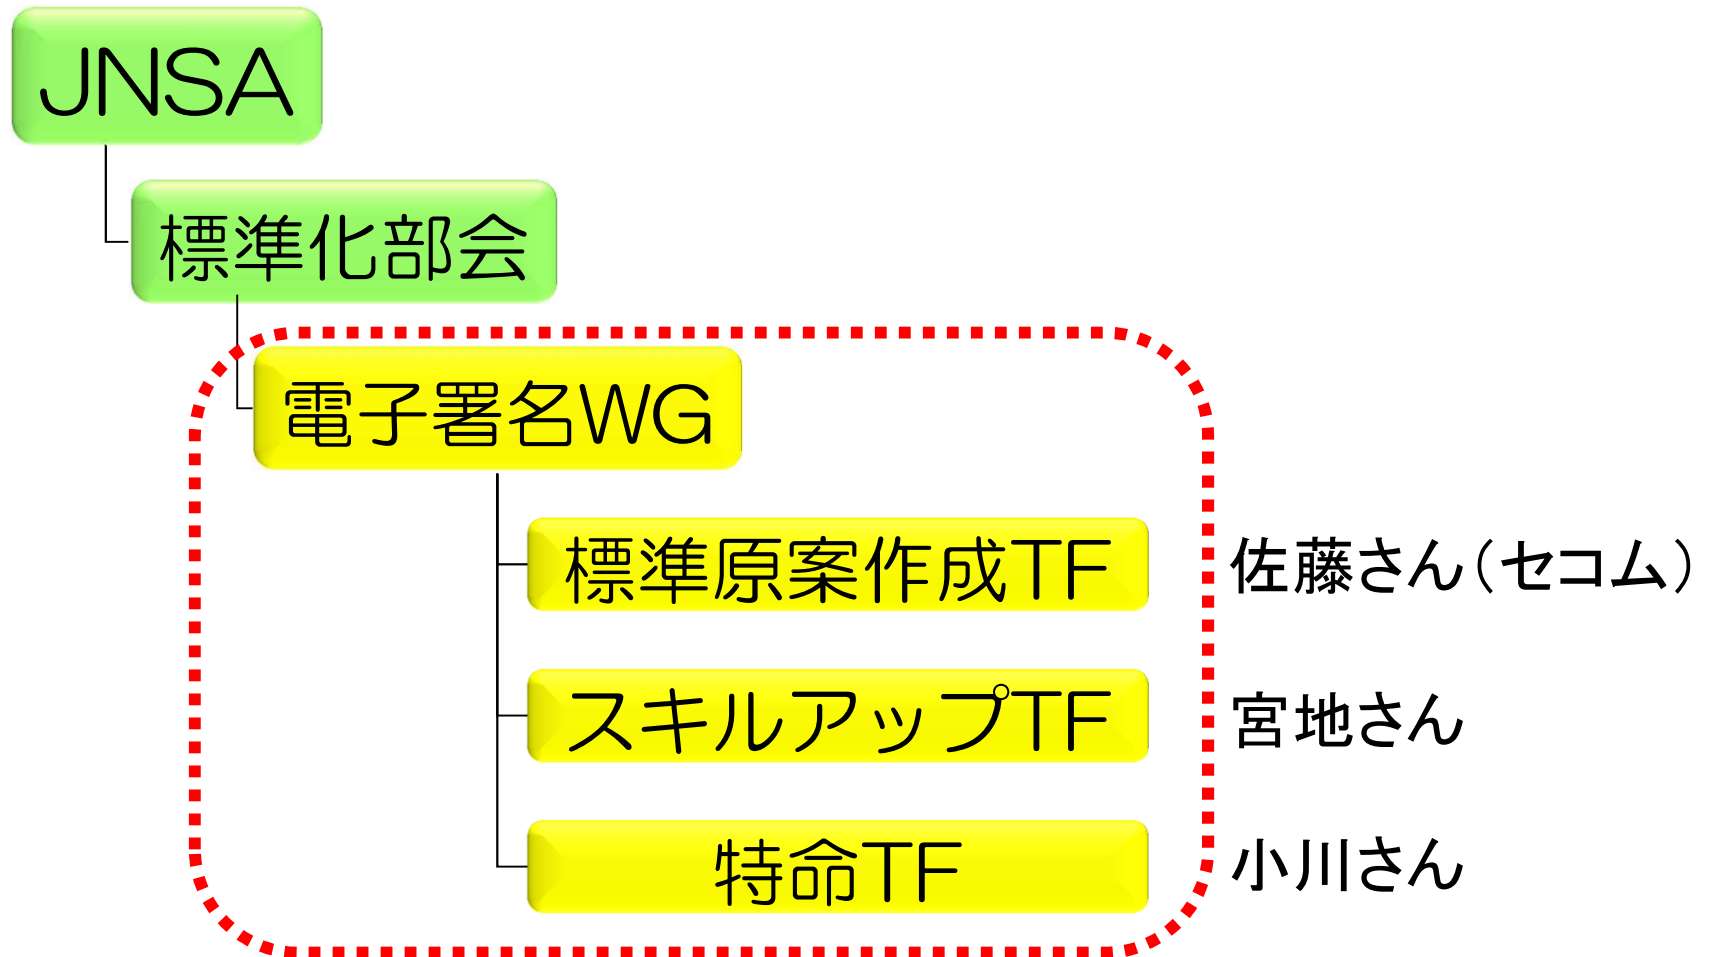 JNSA
標準化部会
電子署名WG
標準原案作成TF 佐藤さん（セコム）
スキルアップTF 宮地さん
特命TF 小川さん